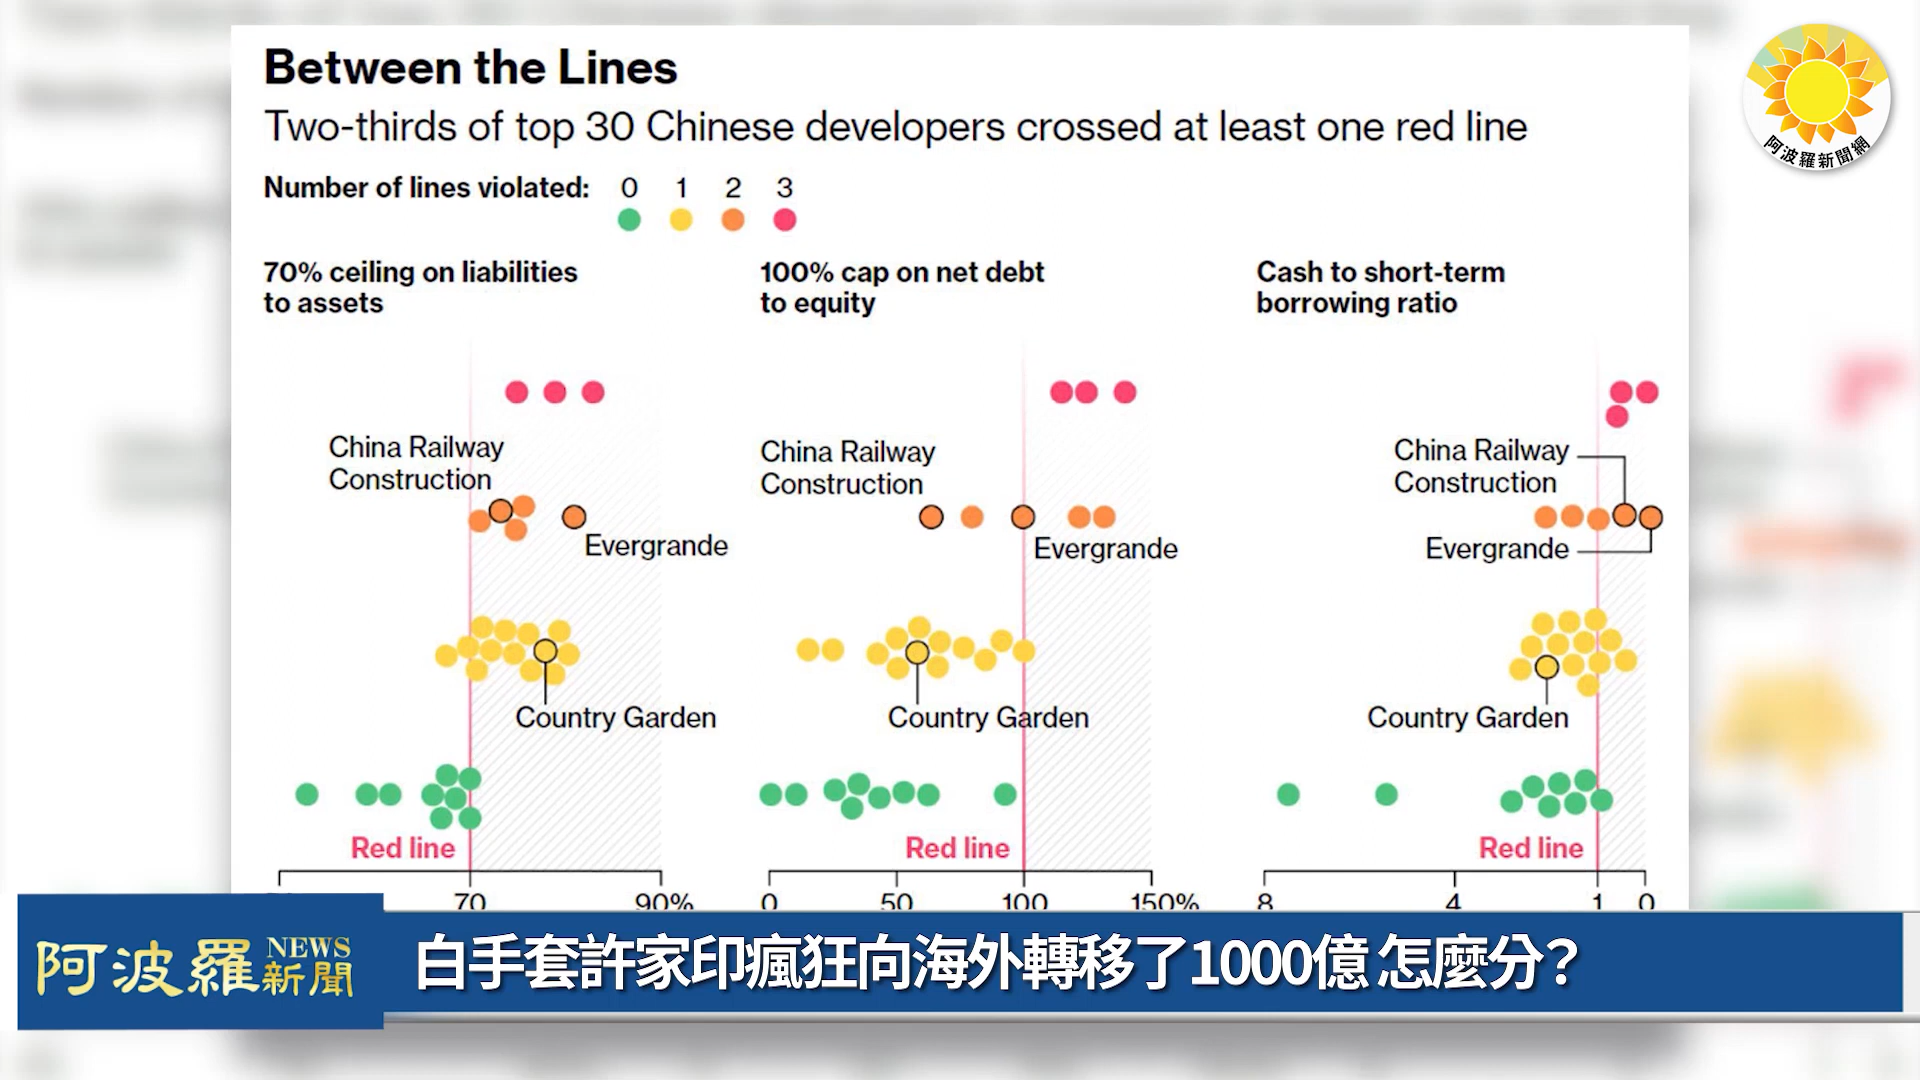 Between the Lines
Two-thirds of top 30 Chinese developers crossed at least one red line
Number of lines violated: 0 1 2 3
70% ceiling on liabilities
to assets
100% cap on net debt
to equity
Cash to short-term
borrowing ratio
China Railway
Construction
Evergrande
Country Garden
Red line
70 90%
China Railway
Construction
Evergrande
Country Garden
Red line
0 50 100 150%
China Railway
Construction
Evergrande
Country Garden
Red line
8 4 1 0
阿波羅新聞網
阿波羅NEWS新聞
白手套許家印瘋狂向海外轉移了1000億 怎麼分?